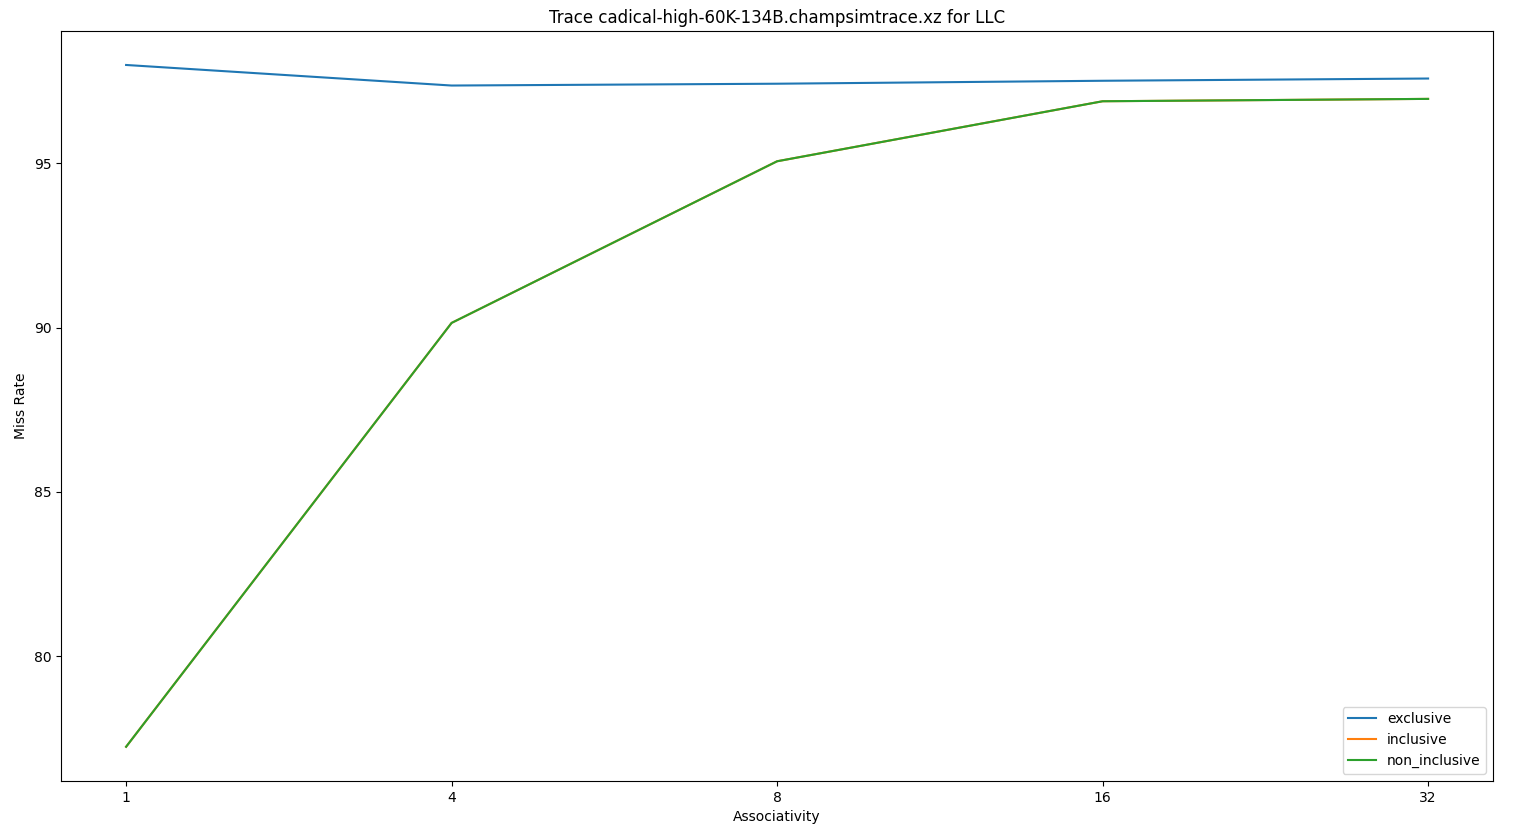 Trace cadical-high-60K-134B.champsimtrace.xz for LLC
Miss Rate
95
90
85
80
1 4 8 16 32
Associativity
exclusive
inclusive
non_inclusive